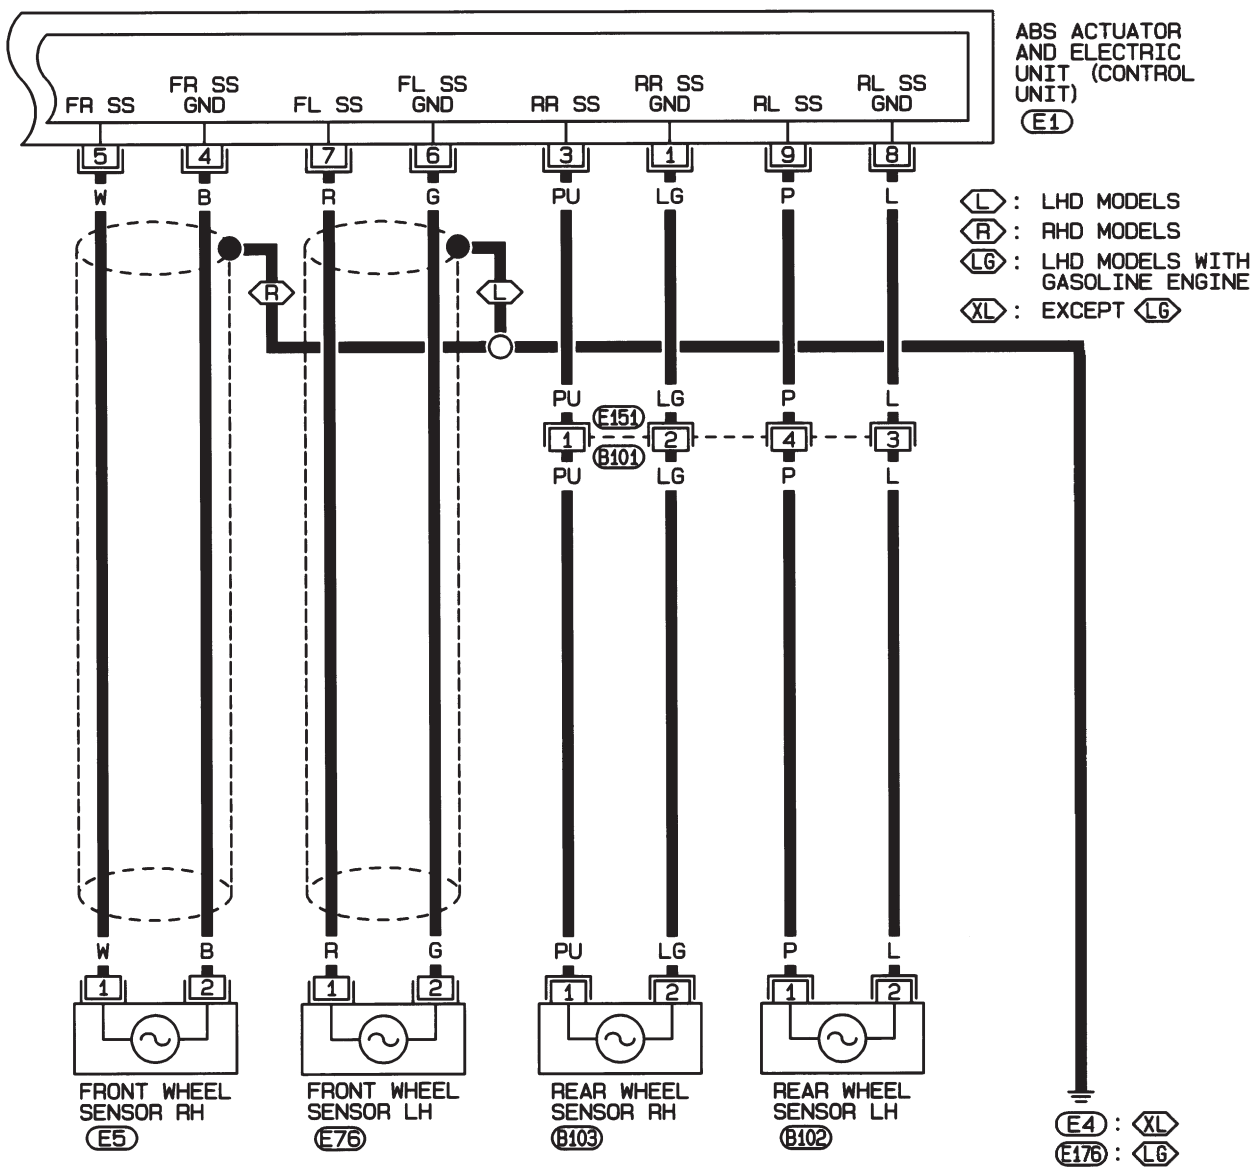 ABS ACTUATOR
AND ELECTRIC
UNIT (CONTROL
UNIT)
E1
FR SS
FR SS
GND
FL SS
FL SS
GND
RR SS
RR SS
GND
RL SS
RL SS
GND
5 4 7 6 3 1 9 8
W B R G PU LG P L
L : LHD MODELS
R : RHD MODELS
LG : LHD MODELS WITH
GASOLINE ENGINE
XL : EXCEPT LG
R
L
PU LG P L
E151
1 2 4 3
B101
PU LG P L
W B R G PU LG P L
1 2 1 2 1 2 1 2
FRONT WHEEL
SENSOR RH
E5
FRONT WHEEL
SENSOR LH
E76
REAR WHEEL
SENSOR RH
B103
REAR WHEEL
SENSOR LH
B102
E4 : XL
E176 : LG